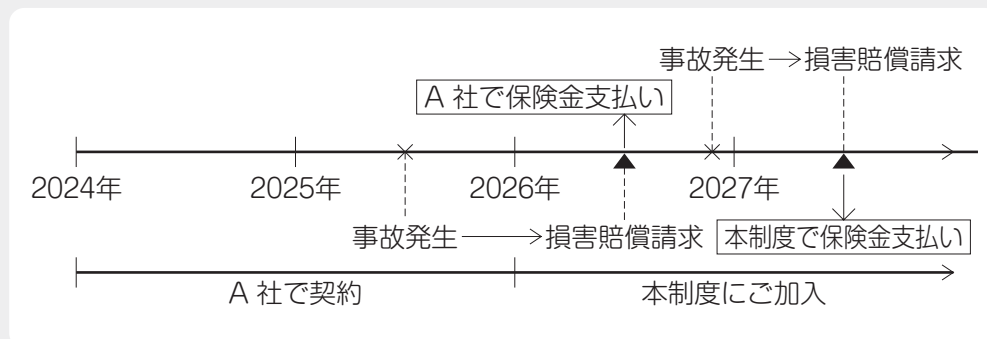 事故発生→損害賠償請求
A 社で保険金支払い
2024年 2025年 2026年 2027年
事故発生→損害賠償請求 本制度で保険金支払い
A 社で契約 本制度にご加入